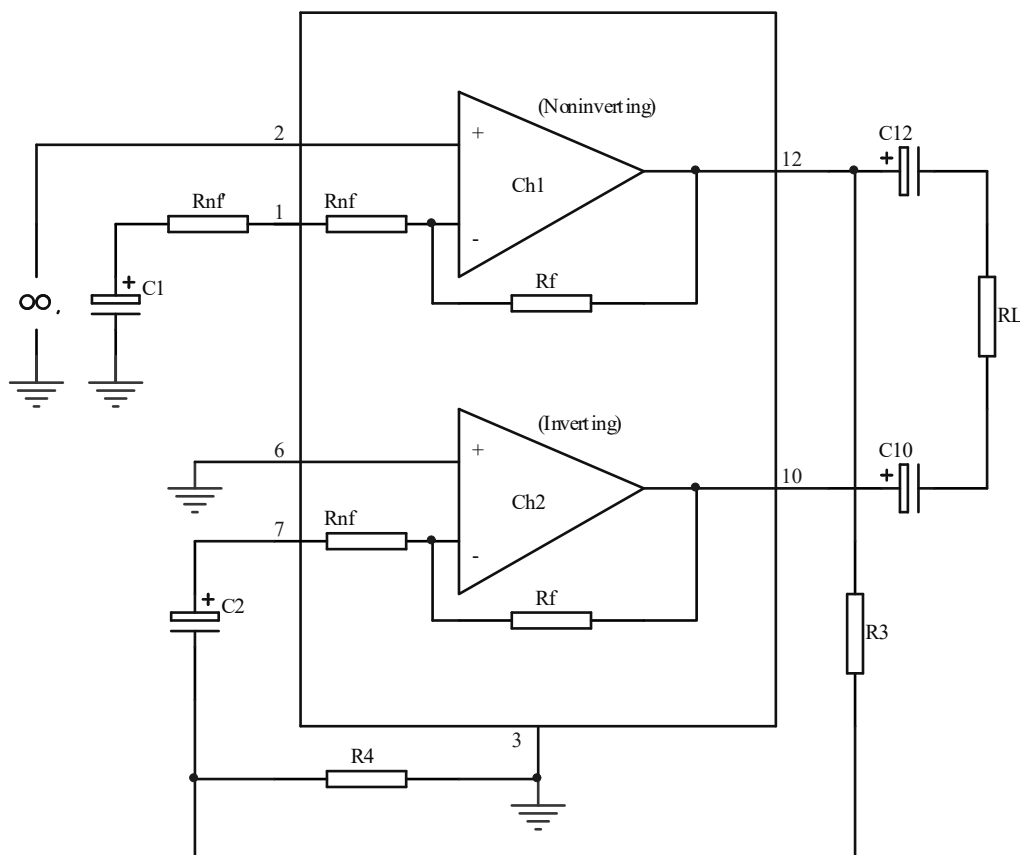 (Noninverting)
C12
2
+
12
+
Ch1
Rnf'
Rnf
1
-
+
C1
Rf
RL
(Inverting)
C10
6
+
+
10
Ch2
Rnf
7
-
+
C2
Rf
R3
3
R4